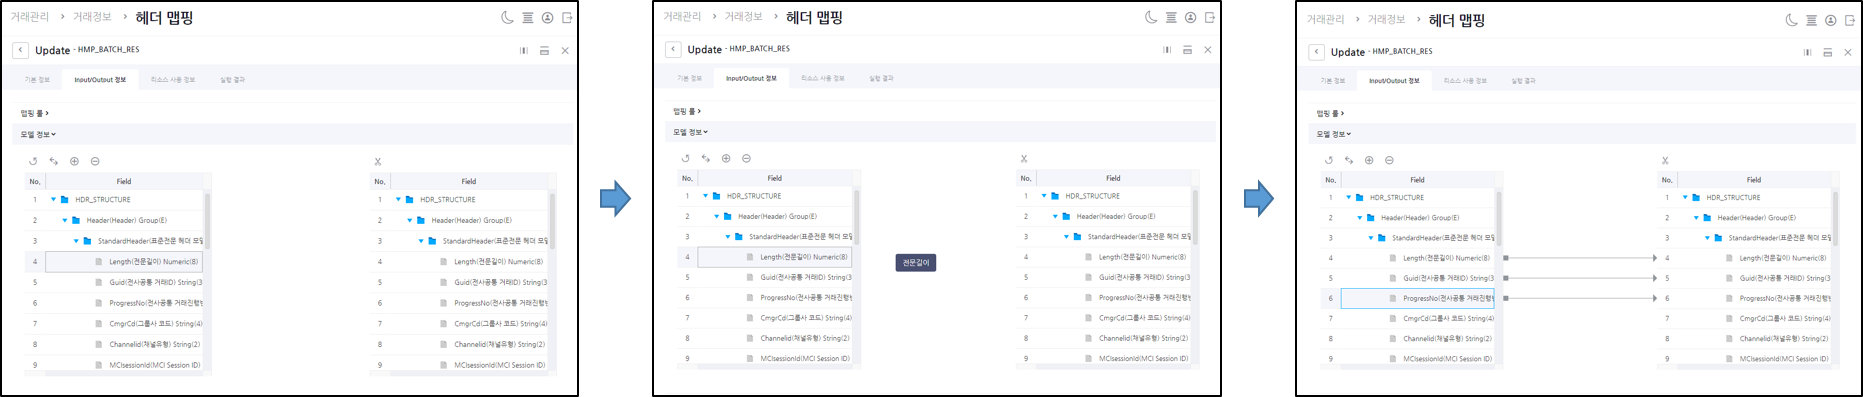 거래관리 > 거래정보 > 헤더 맵핑
Update - HMP_BATCH_RES
기본 정보 Input/Output 정보 리소스 사용 정보 실험 결과
맵핑 룰 >
모델 정보
No. Field No. Field
1 HDR_STRUCTURE 1 HDR_STRUCTURE
2 Header(Header) Group(E) 2 Header(Header) Group(E)
3 StandardHeader(표준전문 헤더 모델 3 StandardHeader(표준전문 헤더 모델
4 Length(전문길이) Numeric(8) 4 Length(전문길이) Numeric(8)
5 Guid(전사공통 거래ID) String(3 5 Guid(전사공통 거래ID) String(3
6 ProgressNo(전사공통 거래진행번 6 ProgressNo(전사공통 거래진행번
7 CmgrCd(그룹사 코드) String(4) 7 CmgrCd(그룹사 코드) String(4)
8 Channelid(채널유형) String(2) 8 Channelid(채널유형) String(2)
9 MCIsessionId(MCI Session ID) 9 MCIsessionId(MCI Session ID)
거래관리 > 거래정보 > 헤더 맵핑
Update - HMP_BATCH_RES
기본 정보 Input/Output 정보 리소스 사용 정보 실험 결과
맵핑 룰 >
모델 정보
No. Field No. Field
1 HDR_STRUCTURE 1 HDR_STRUCTURE
2 Header(Header) Group(E) 2 Header(Header) Group(E)
3 StandardHeader(표준전문 헤더 모델 3 StandardHeader(표준전문 헤더 모델
4 Length(전문길이) Numeric(8) 전문길이 4 Length(전문길이) Numeric(8)
5 Guid(전사공통 거래ID) String(3 5 Guid(전사공통 거래ID) String(3
6 ProgressNo(전사공통 거래진행번 6 ProgressNo(전사공통 거래진행번
7 CmgrCd(그룹사 코드) String(4) 7 CmgrCd(그룹사 코드) String(4)
8 Channelid(채널유형) String(2) 8 Channelid(채널유형) String(2)
9 MCIsessionId(MCI Session ID) 9 MCIsessionId(MCI Session ID)
거래관리 > 거래정보 > 헤더 맵핑
Update - HMP_BATCH_RES
기본 정보 Input/Output 정보 리소스 사용 정보 실험 결과
맵핑 룰 >
모델 정보
No. Field No. Field
1 HDR_STRUCTURE 1 HDR_STRUCTURE
2 Header(Header) Group(E) 2 Header(Header) Group(E)
3 StandardHeader(표준전문 헤더 모델 3 StandardHeader(표준전문 헤더 모델
4 Length(전문길이) Numeric(8) 4 Length(전문길이) Numeric(8)
5 Guid(전사공통 거래ID) String(3 5 Guid(전사공통 거래ID) String(3
6 ProgressNo(전사공통 거래진행번 6 ProgressNo(전사공통 거래진행번
7 CmgrCd(그룹사 코드) String(4) 7 CmgrCd(그룹사 코드) String(4)
8 Channelid(채널유형) String(2) 8 Channelid(채널유형) String(2)
9 MCIsessionId(MCI Session ID) 9 MCIsessionId(MCI Session ID)